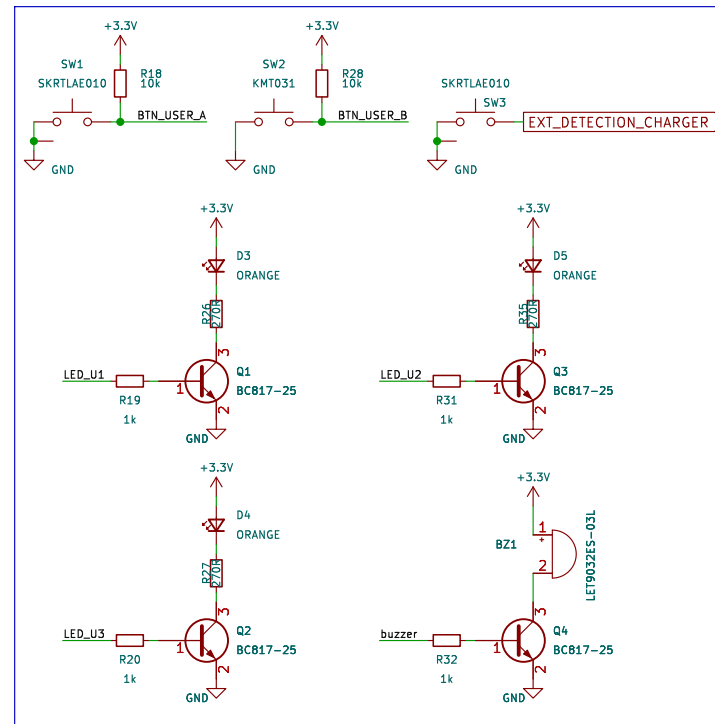 +3.3V
+3.3V
SW1
SKRTLAE010
R18
10k
BTN_USER_A
GND
SW2
KMT031
R28
10k
BTN_USER_B
GND
SKRTLAE010
SW3
EXT_DETECTION_CHARGER
GND
+3.3V
D3
ORANGE
R26
270R
LED_U1
R19
1k
1
3
2
Q1
BC817-25
GND
+3.3V
D5
ORANGE
R35
270R
LED_U2
R31
1k
1
3
2
Q3
BC817-25
GND
+3.3V
D4
ORANGE
R27
270R
LED_U3
R20
1k
1
3
2
Q2
BC817-25
GND
+3.3V
BZ1
1
+
2
LET9032ES-03L
buzzer
R32
1k
1
3
2
Q4
BC817-25
GND